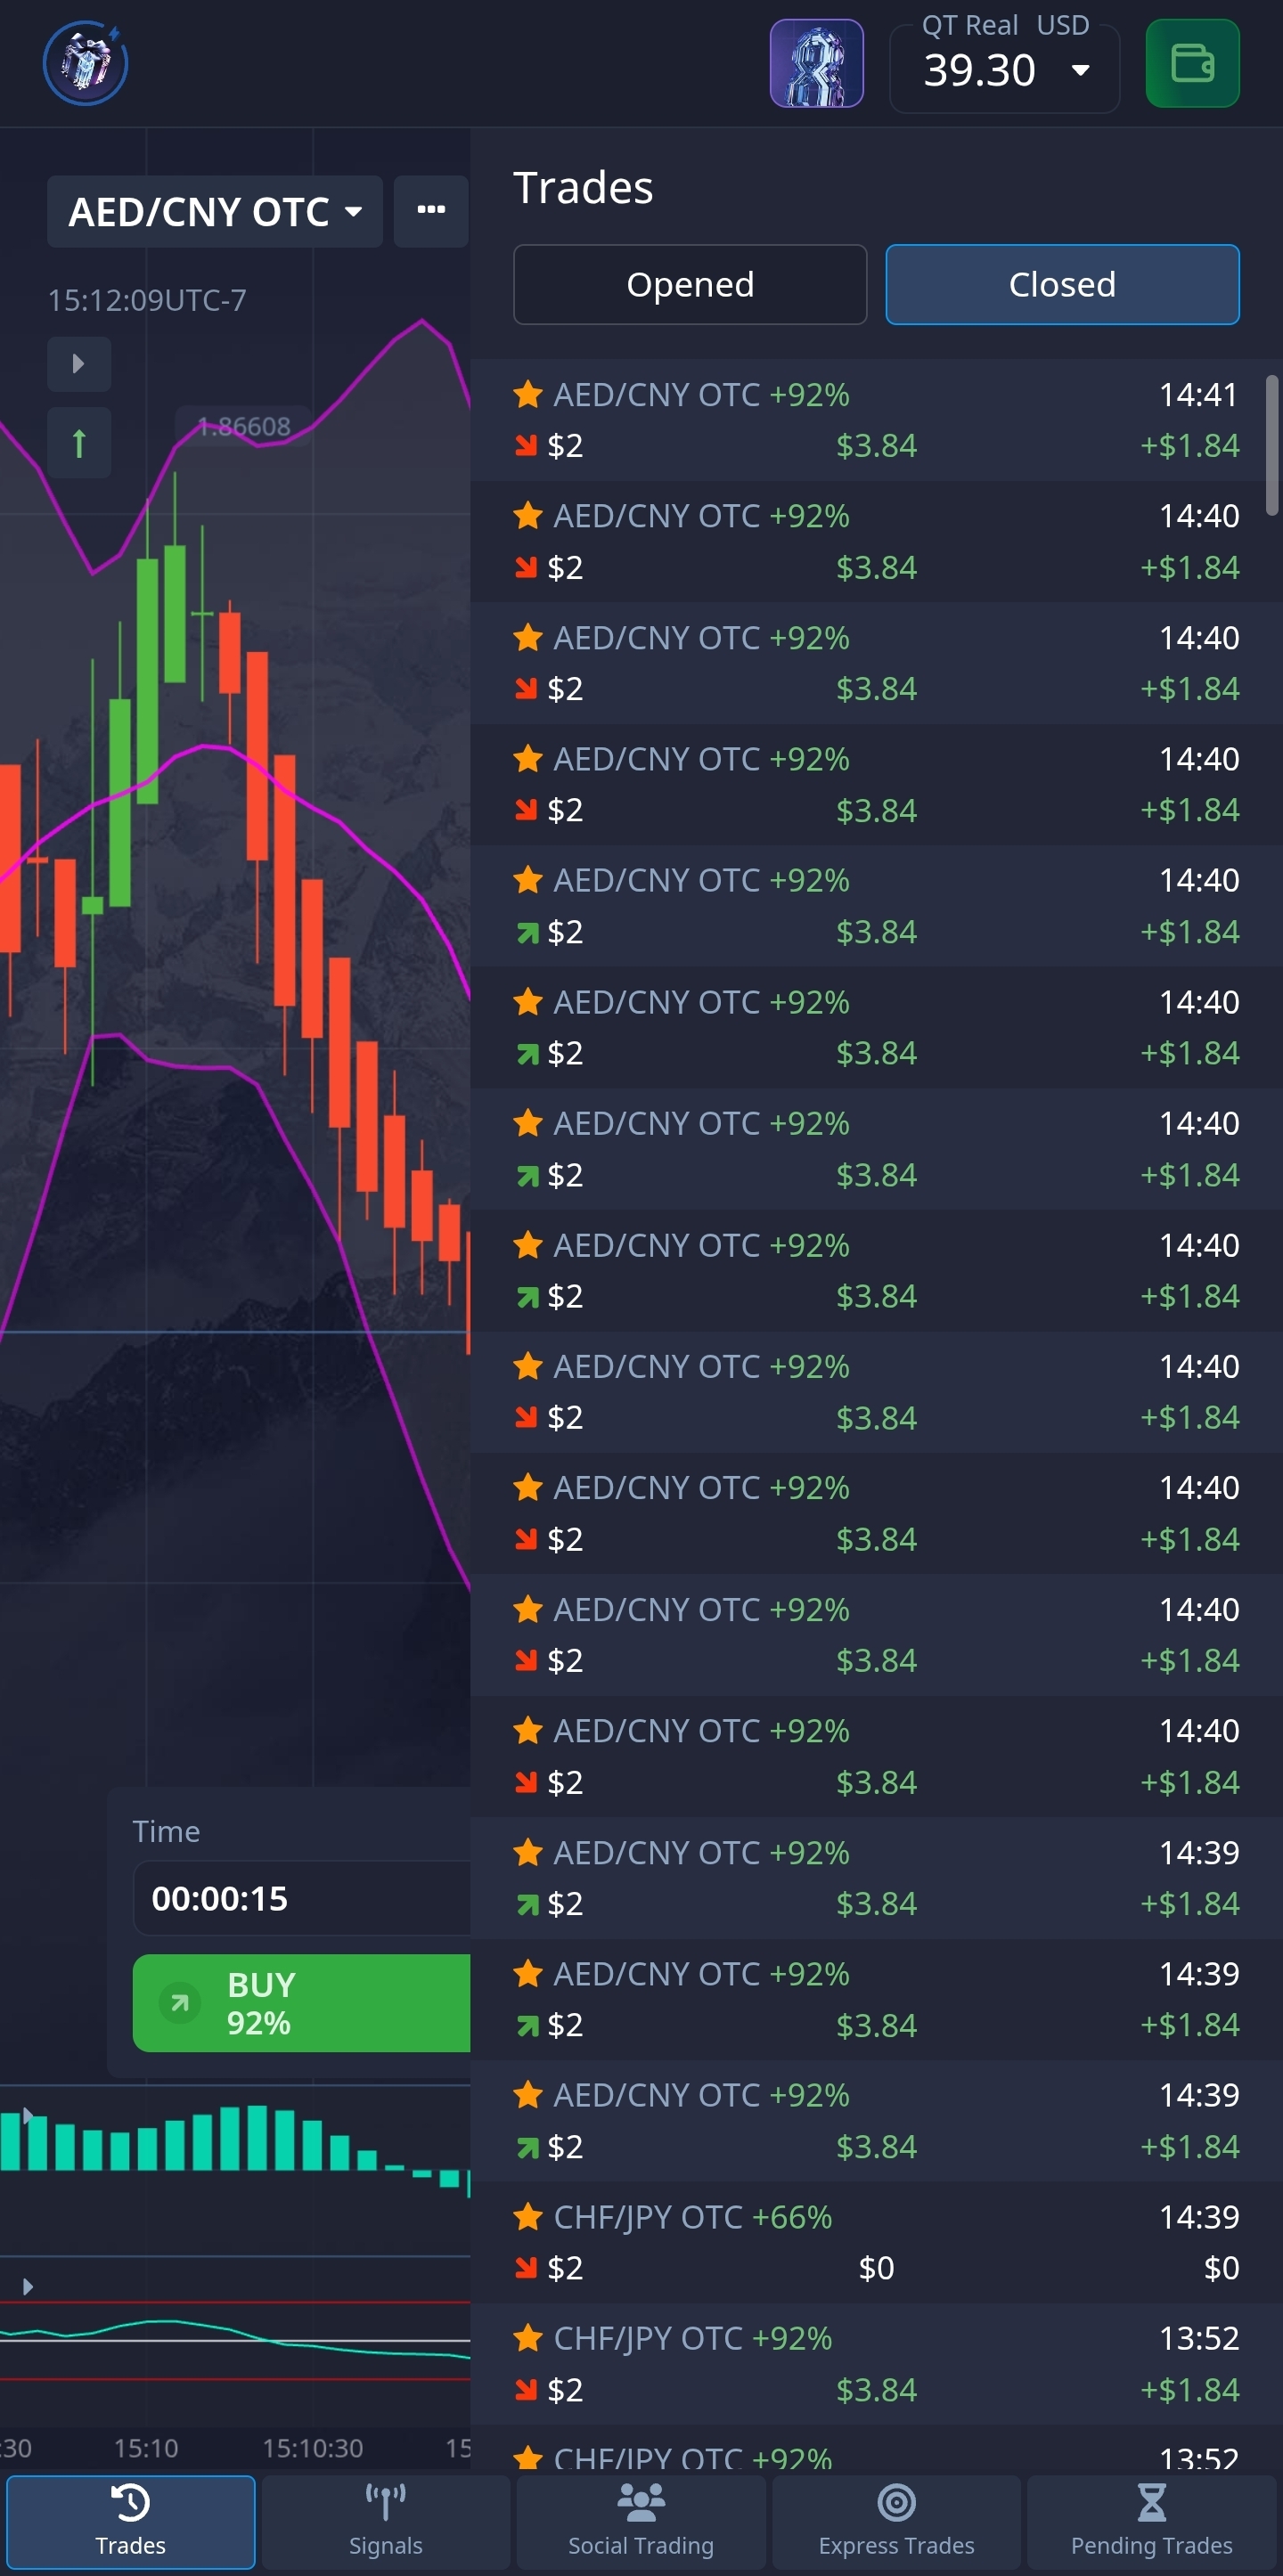 QT Real USD
39.30
AED/CNY OTC
15:12:09UTC-7
1.86608
Trades
Opened
Closed
AED/CNY OTC +92% 14:41
$2 $3.84 +$1.84
AED/CNY OTC +92% 14:40
$2 $3.84 +$1.84
AED/CNY OTC +92% 14:40
$2 $3.84 +$1.84
AED/CNY OTC +92% 14:40
$2 $3.84 +$1.84
AED/CNY OTC +92% 14:40
$2 $3.84 +$1.84
AED/CNY OTC +92% 14:40
$2 $3.84 +$1.84
AED/CNY OTC +92% 14:40
$2 $3.84 +$1.84
AED/CNY OTC +92% 14:40
$2 $3.84 +$1.84
AED/CNY OTC +92% 14:40
$2 $3.84 +$1.84
AED/CNY OTC +92% 14:40
$2 $3.84 +$1.84
AED/CNY OTC +92% 14:40
$2 $3.84 +$1.84
AED/CNY OTC +92% 14:40
$2 $3.84 +$1.84
AED/CNY OTC +92% 14:39
$2 $3.84 +$1.84
AED/CNY OTC +92% 14:39
$2 $3.84 +$1.84
AED/CNY OTC +92% 14:39
$2 $3.84 +$1.84
CHF/JPY OTC +66% 14:39
$2 $0 $0
CHF/JPY OTC +92% 13:52
$2 $3.84 +$1.84
CHF/JPY OTC +92% 13:52
Time
00:00:15
BUY
92%
:30 15:10 15:10:30 15
Trades
Signals
Social Trading
Express Trades
Pending Trades